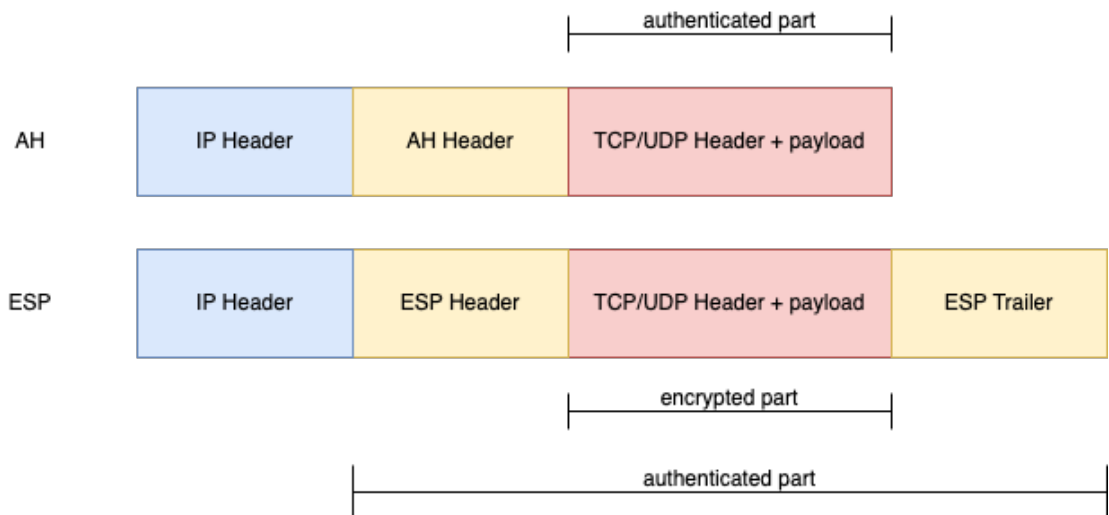 authenticated part
AH
IP Header
AH Header
TCP/UDP Header + payload
ESP
IP Header
ESP Header
TCP/UDP Header + payload
ESP Trailer
encrypted part
authenticated part